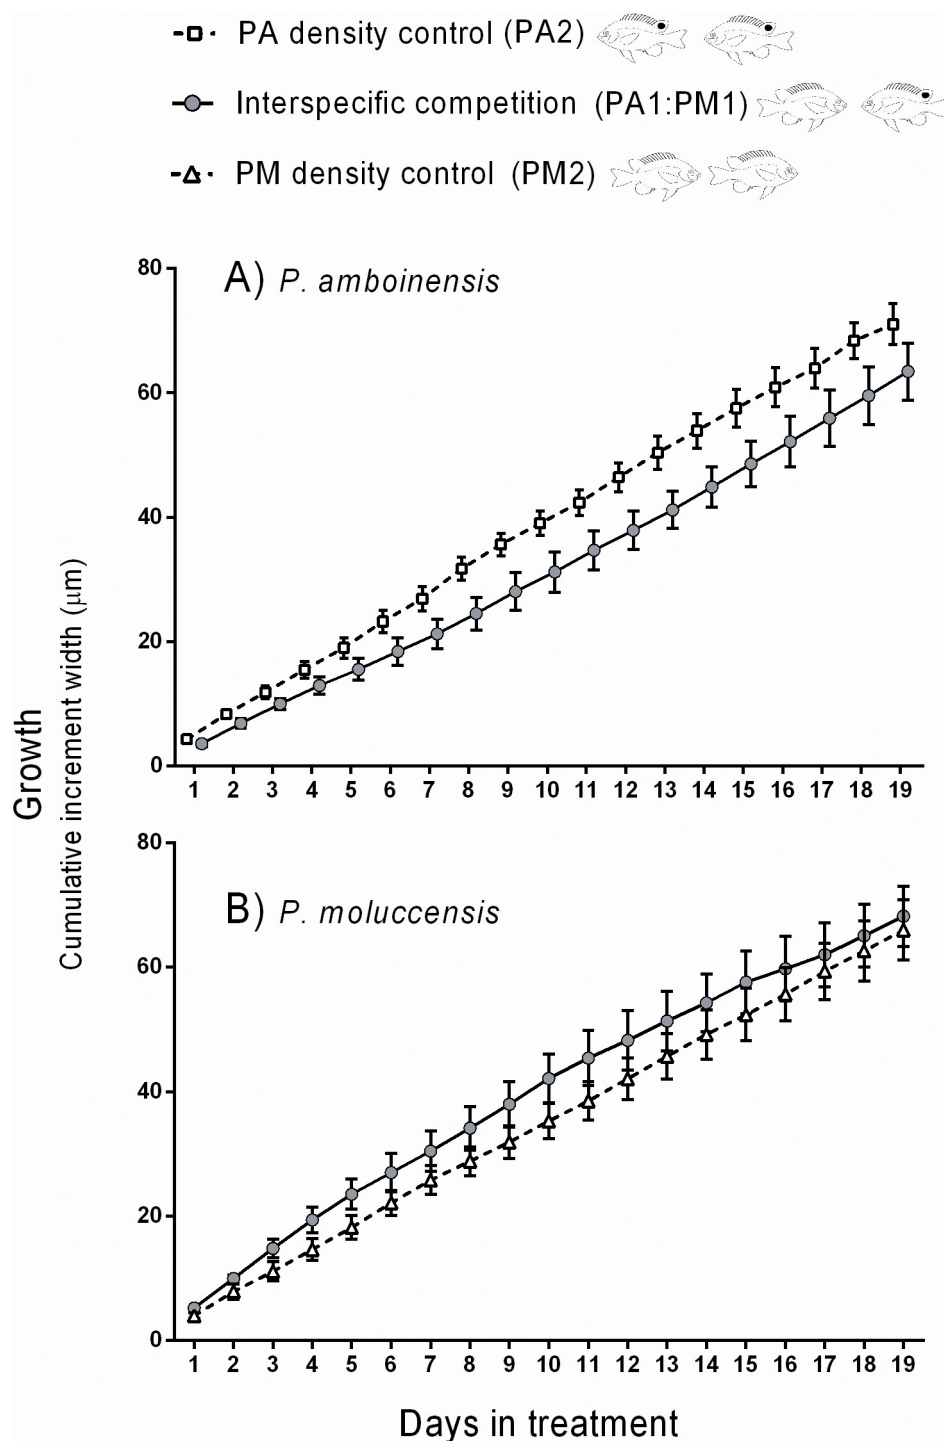 PA density control (PA2)
Interspecific competition (PA1:PM1)
PM density control (PM2)
A) P. amboinensis
80
60
40
20
0
1 2 3 4 5 6 7 8 9 10 11 12 13 14 15 16 17 18 19
Growth
Cumulative increment width (μm)
B) P. moluccensis
80
60
40
20
0
1 2 3 4 5 6 7 8 9 10 11 12 13 14 15 16 17 18 19
Days in treatment